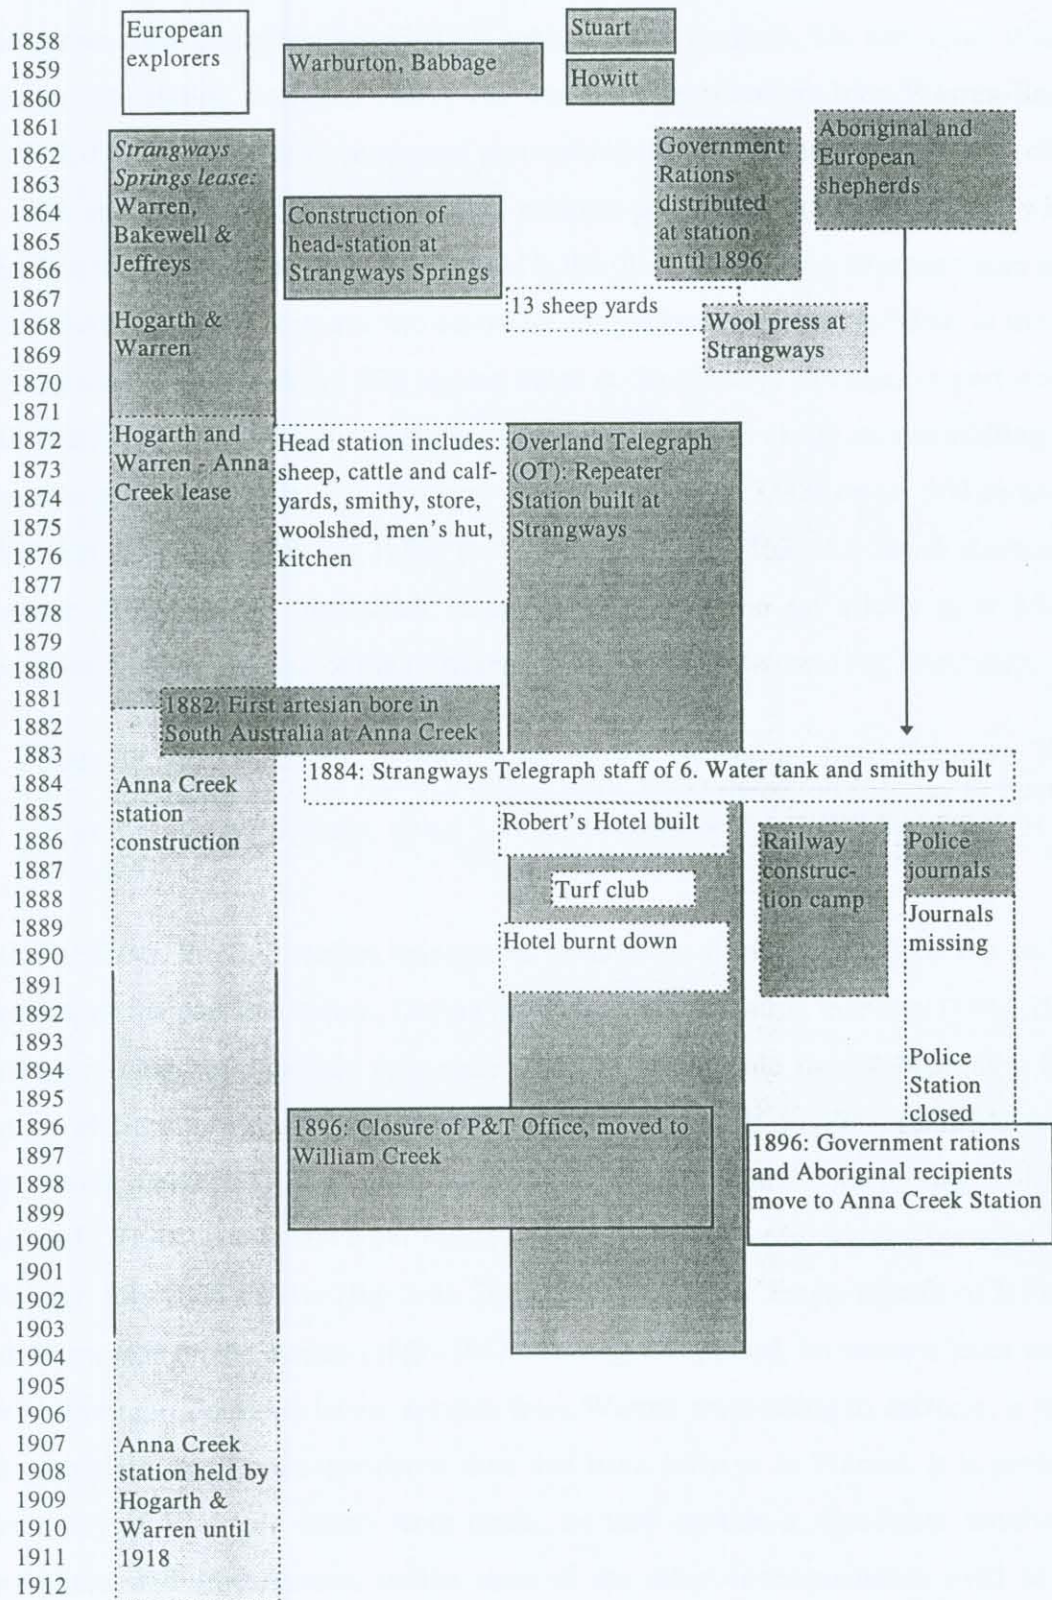 1858
1859
1860
1861
1862
1863
1864
1865
1866
1867
1868
1869
1870
1871
1872
1873
1874
1875
1876
1877
1878
1879
1880
1881
1882
1883
1884
1885
1886
1887
1888
1889
1890
1891
1892
1893
1894
1895
1896
1897
1898
1899
1900
1901
1902
1903
1904
1905
1906
1907
1908
1909
1910
1911
1912
European
explorers
Warburton, Babbage
Stuart
Howitt
Strangways
Springs lease:
Warren,
Bakewell &
Jeffreys
Hogarth &
Warren
Construction of
head-station at
Strangways Springs
Government
Rations
distributed
at station
until 1896
Aboriginal and
European
shepherds
13 sheep yards
Wool press at
Strangways
Hogarth and
Warren - Anna
Creek lease
Head station includes:
sheep, cattle and calf-
yards, smithy, store,
woolshed, men's hut,
kitchen
Overland Telegraph
(OT): Repeater
Station built at
Strangways
1882: First artesian bore in
South Australia at Anna Creek
1884: Strangways Telegraph staff of 6. Water tank and smithy built
Anna Creek
station
construction
Robert's Hotel built
Turf club
Hotel burnt down
Railway
construc-
tion camp
Police
journals
Journals
missing
Police
Station
closed
1896: Closure of P&T Office, moved to
William Creek
1896: Government rations
and Aboriginal recipients
move to Anna Creek Station
Anna Creek
station held by
Hogarth &
Warren until
1918